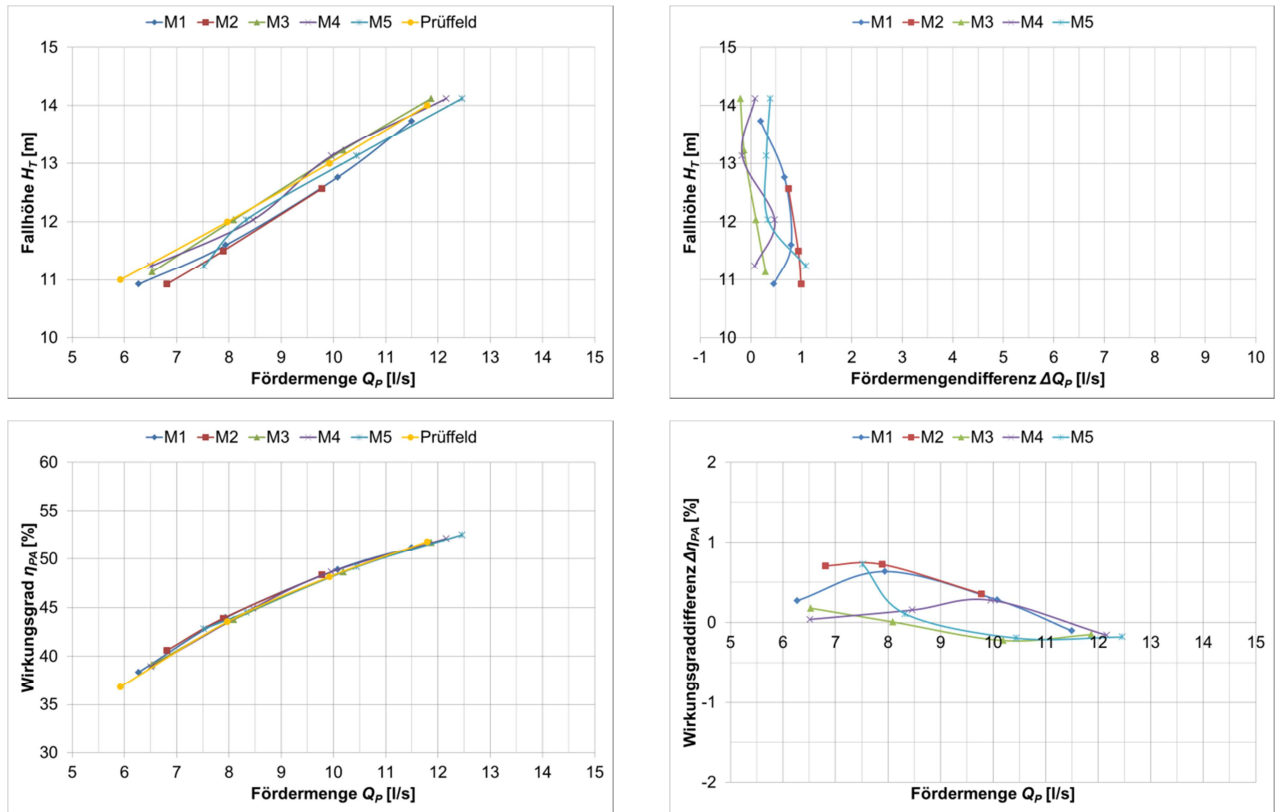 M1 M2 M3 M4 M5 Prüffeld
15
14
13
12
11
10
Fallhöhe H_T [m]
5 6 7 8 9 10 11 12 13 14 15
Fördermenge Q_P [l/s]
M1 M2 M3 M4 M5
15
14
13
12
11
10
Fallhöhe H_T [m]
-1 0 1 2 3 4 5 6 7 8 9 10
Fördermengendifferenz ΔQ_P [l/s]
M1 M2 M3 M4 M5 Prüffeld
60
55
50
45
40
35
30
Wirkungsgrad η_PA [%]
5 6 7 8 9 10 11 12 13 14 15
Fördermenge Q_P [l/s]
M1 M2 M3 M4 M5
2
1
0
-1
-2
Wirkungsgraddifferenz Δη_PA [%]
5 6 7 8 9 10 11 12 13 14 15
Fördermenge Q_P [l/s]